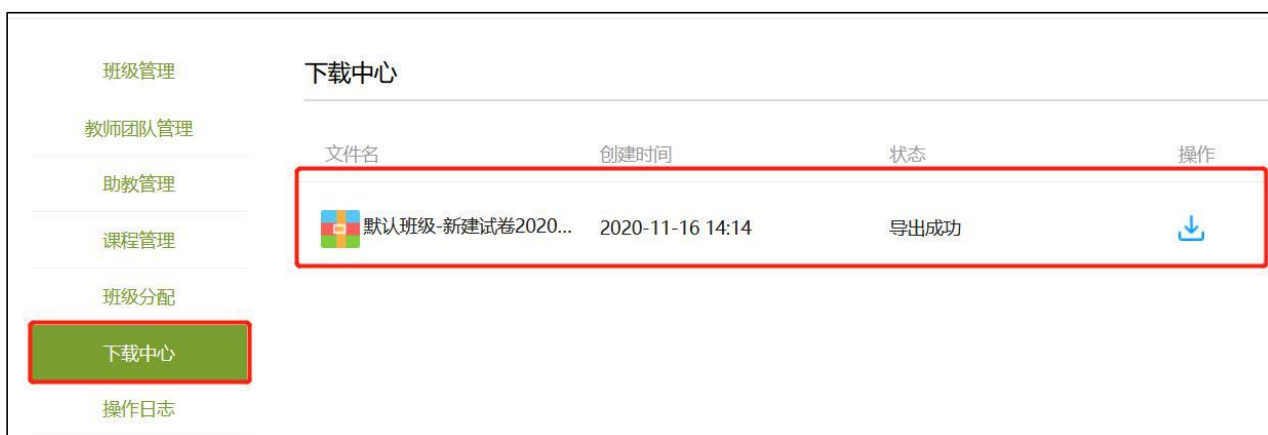 班级管理
教师团队管理
助教管理
课程管理
班级分配
下载中心
操作日志
下载中心
文件名 创建时间 状态 操作
默认班级-新建试卷2020... 2020-11-16 14:14 导出成功